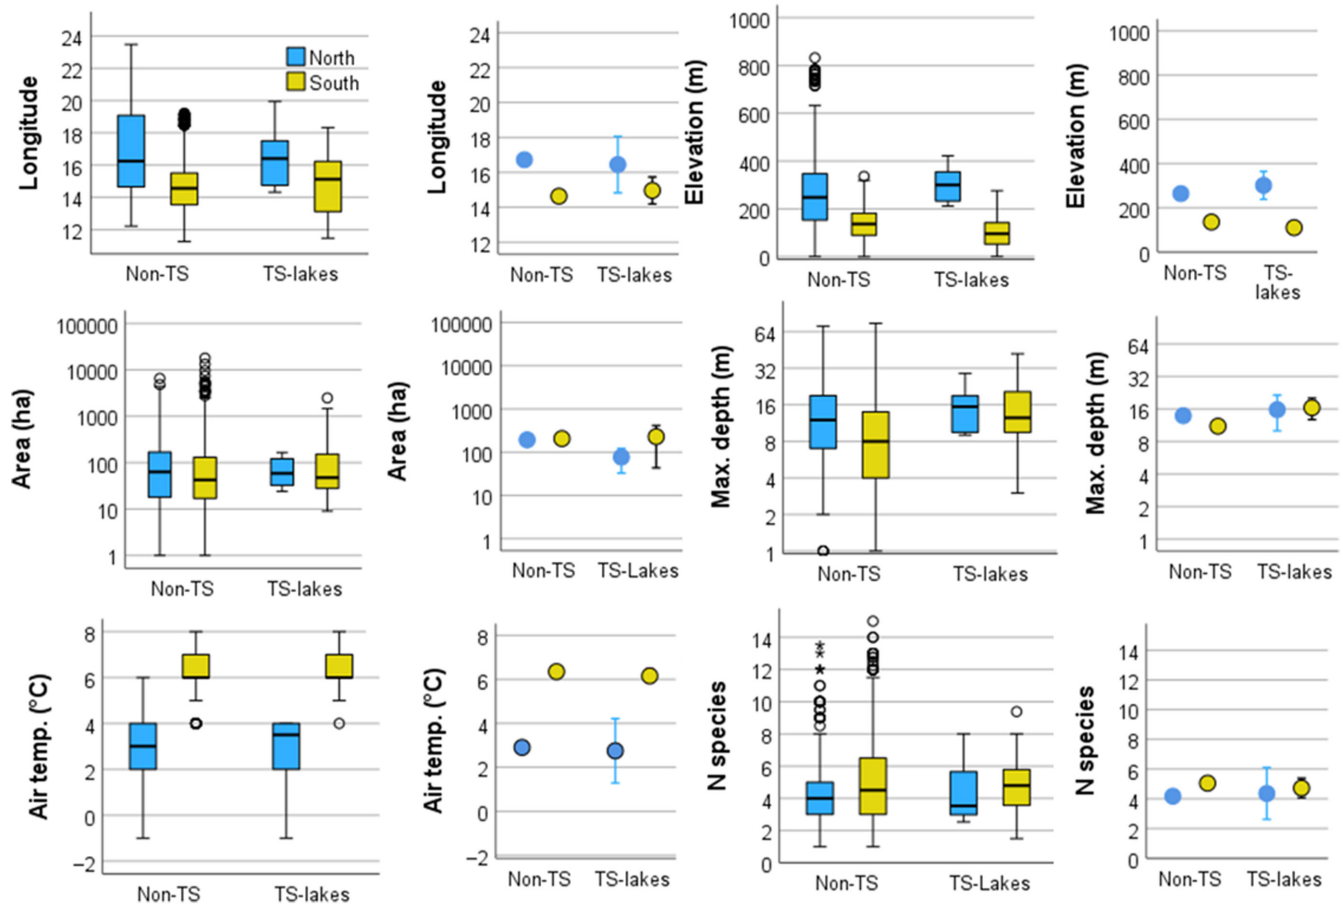 Longitude
24
22
20
18
16
14
12
North
South
Non-TS
TS-lakes
Longitude
24
22
20
18
16
14
12
Non-TS
TS-lakes
Elevation (m)
1000
800
600
400
200
0
Non-TS
TS-lakes
Elevation (m)
1000
800
600
400
200
0
Non-TS
TS-
lakes
Area (ha)
100000
10000
1000
100
10
1
Non-TS
TS-lakes
Area (ha)
100000
10000
1000
100
10
1
Non-TS
TS-Lakes
Max. depth (m)
64
32
16
8
4
2
1
Non-TS
TS-lakes
Max. depth (m)
64
32
16
8
4
2
1
Non-TS
TS-lakes
Air temp. (°C)
8
6
4
2
0
−2
Non-TS
TS-lakes
Air temp. (°C)
8
6
4
2
0
−2
Non-TS
TS-lakes
N species
14
12
10
8
6
4
2
0
Non-TS
TS-Lakes
N species
14
12
10
8
6
4
2
0
Non-TS
TS-lakes